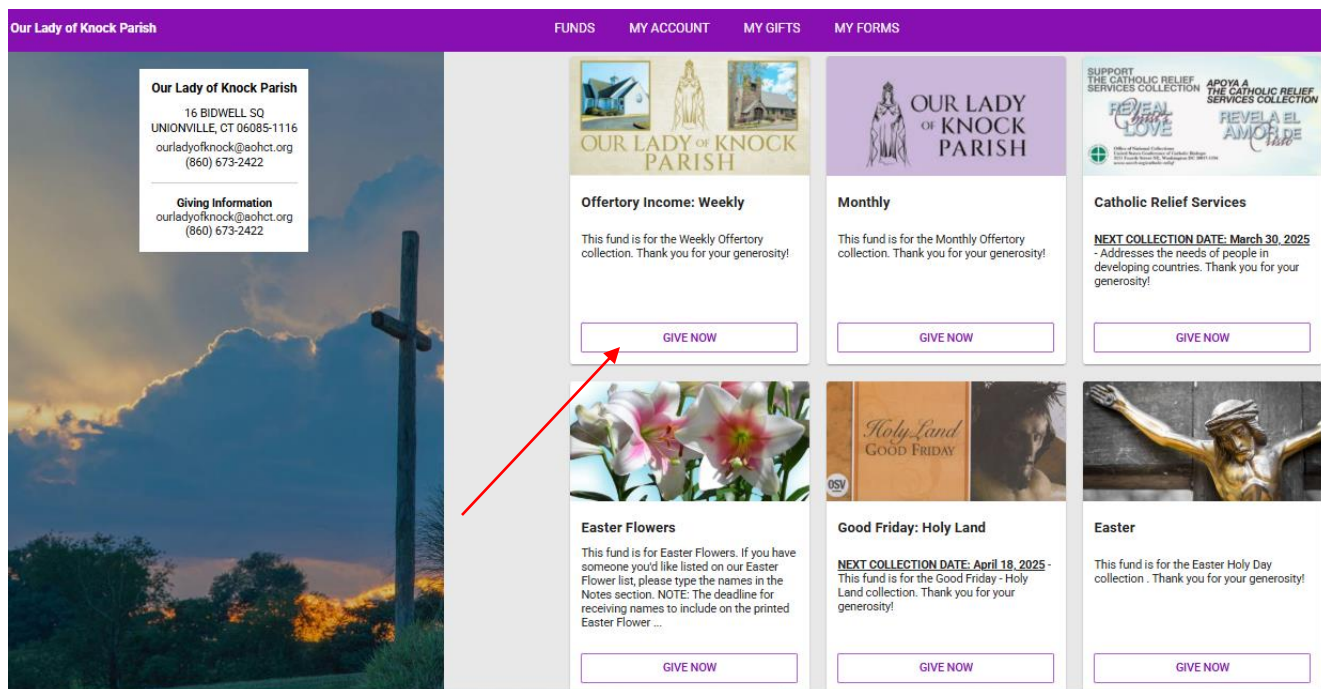 Our Lady of Knock Parish
FUNDS MY ACCOUNT MY GIFTS MY FORMS
Our Lady of Knock Parish
16 BIDWELL SQ
UNIONVILLE, CT 06085-1116
ourladyofknock@aohct.org
(860) 673-2422
Giving Information
ourladyofknock@aohct.org
(860) 673-2422
OUR LADY OF KNOCK
PARISH
Offertory Income: Weekly
This fund is for the Weekly Offertory
collection. Thank you for your generosity!
GIVE NOW
OUR LADY
OF KNOCK
PARISH
Monthly
This fund is for the Monthly Offertory
collection. Thank you for your generosity!
GIVE NOW
SUPPORT
THE CATHOLIC RELIEF
SERVICES COLLECTION
REVEAL
Christ's
LOVE
APOYA A
THE CATHOLIC RELIEF
SERVICES COLLECTION
REVELA EL
AMOR DE
Cristo
Catholic Relief Services
NEXT COLLECTION DATE: March 30, 2025
- Addresses the needs of people in
developing countries. Thank you for your
generosity!
GIVE NOW
Easter Flowers
This fund is for Easter Flowers. If you have
someone you'd like listed on our Easter
Flower list, please type the names in the
Notes section. NOTE: The deadline for
receiving names to include on the printed
Easter Flower ...
GIVE NOW
Holy Land
GOOD FRIDAY
OSV
Good Friday: Holy Land
NEXT COLLECTION DATE: April 18, 2025 -
This fund is for the Good Friday - Holy
Land collection. Thank you for your
generosity!
GIVE NOW
Easter
This fund is for the Easter Holy Day
collection . Thank you for your generosity!
GIVE NOW